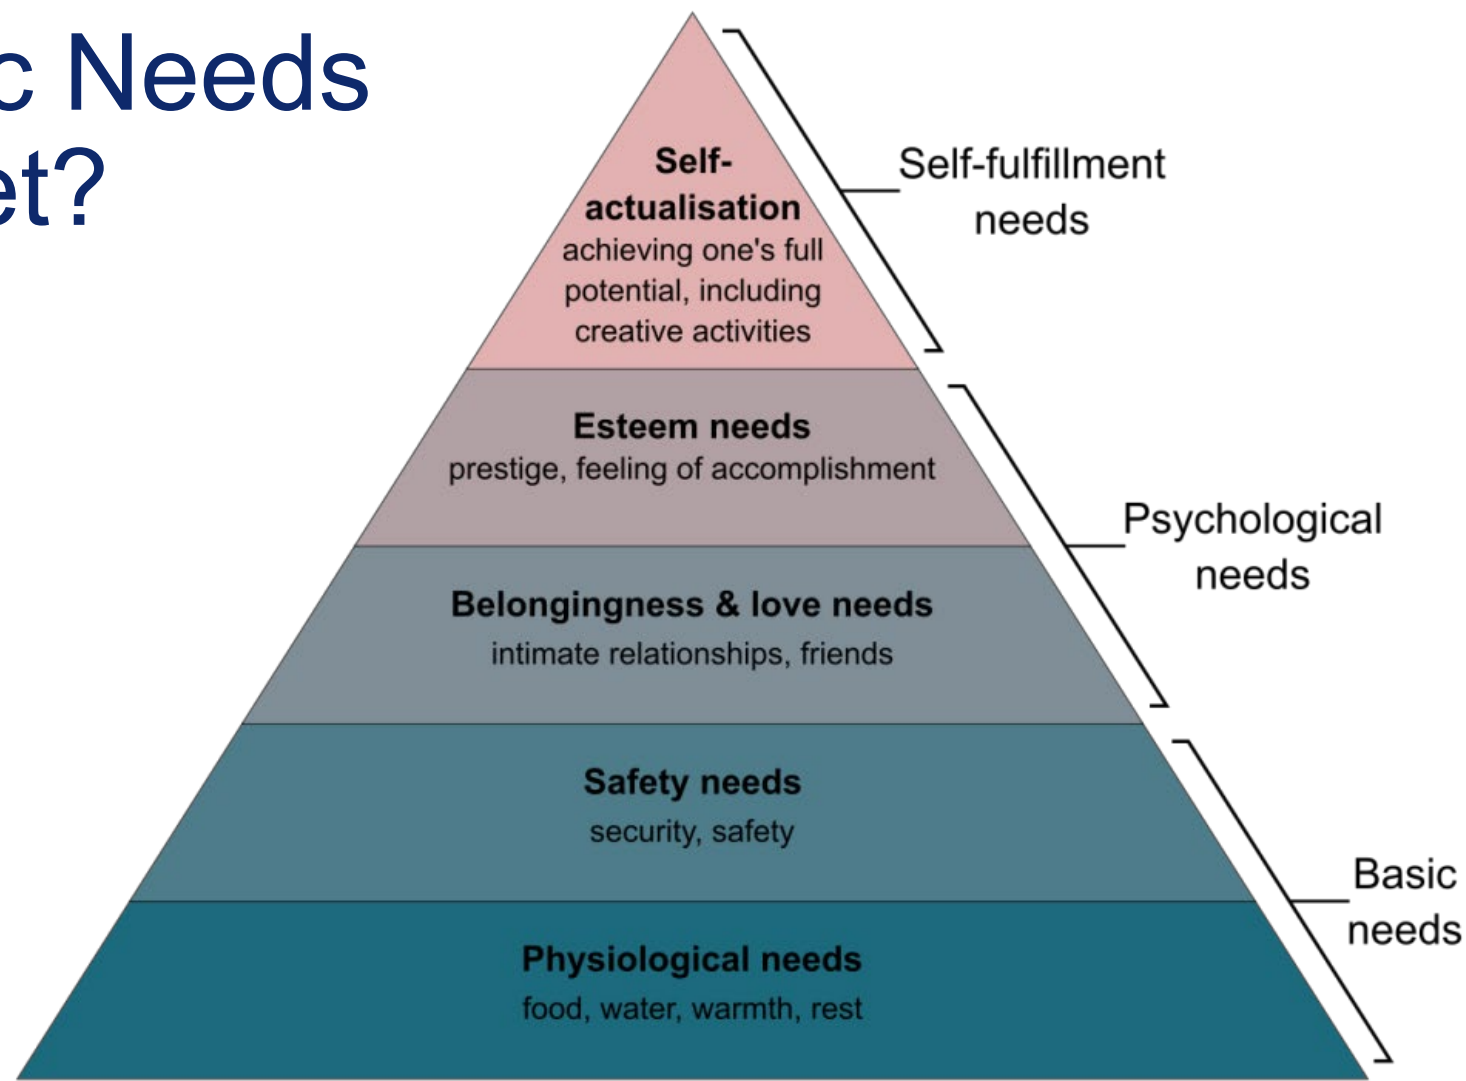 c Needs
et?
Self-
actualisation
achieving one's full
potential, including
creative activities
Self-fulfillment
needs
Esteem needs
prestige, feeling of accomplishment
Psychological
needs
Belongingness & love needs
intimate relationships, friends
Safety needs
security, safety
Basic
needs
Physiological needs
food, water, warmth, rest